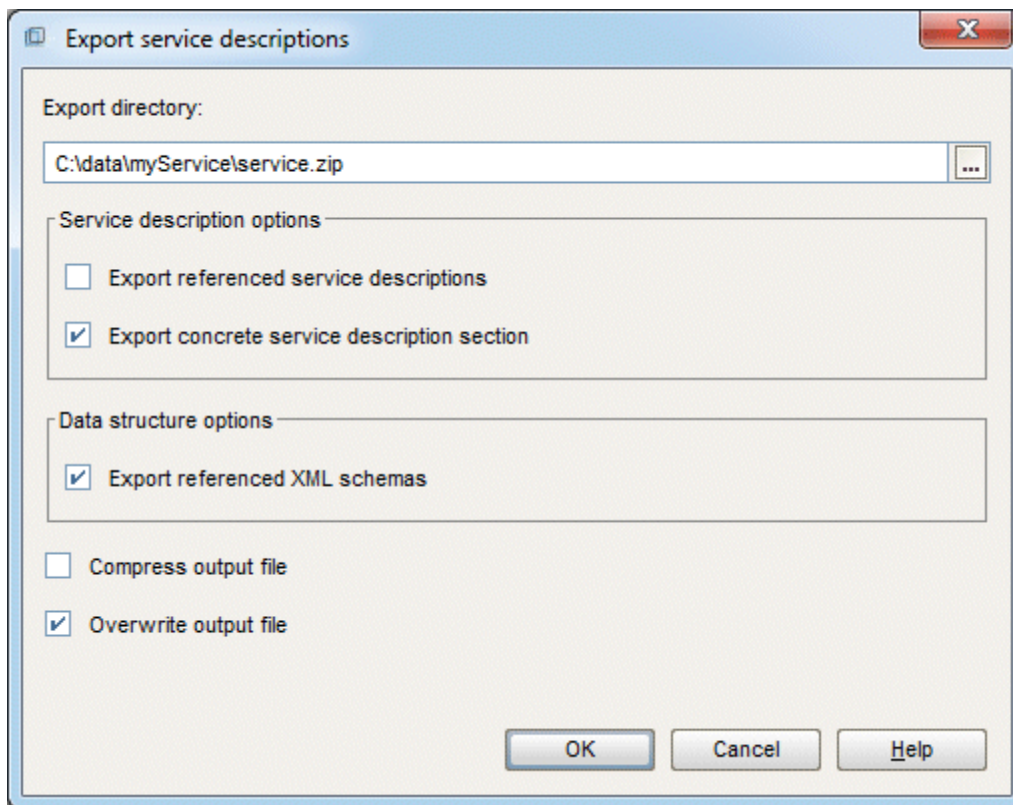 Export service descriptions
Export directory:
C:\data\myService\service.zip
...
Service description options
Export referenced service descriptions
Export concrete service description section
Data structure options
Export referenced XML schemas
Compress output file
Overwrite output file
OK Cancel Help